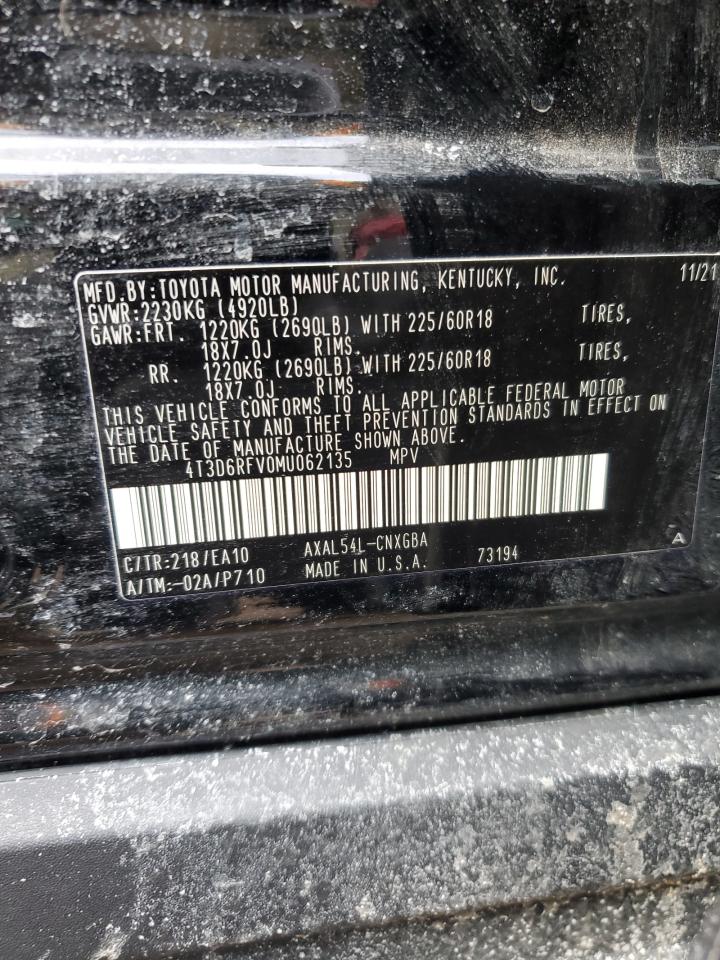 MFD.BY:TOYOTA MOTOR MANUFACTURING, KENTUCKY, INC. 11/21
GVWR:2230KG (4920LB)
GAWR:FRT. 1220KG (2690LB) WITH 225/60R18 TIRES,
18X7.0J RIMS.
RR. 1220KG (2690LB) WITH 225/60R18 TIRES,
18X7.0J RIMS.
THIS VEHICLE CONFORMS TO ALL APPLICABLE FEDERAL MOTOR
VEHICLE SAFETY AND THEFT PREVENTION STANDARDS IN EFFECT ON
THE DATE OF MANUFACTURE SHOWN ABOVE.
4T3D6RFV0MU062135 MPV
C/TR:218/EA10 AXAL54L-CNXGBA 73194 A
A/TM:-02A/P710 MADE IN U.S.A.